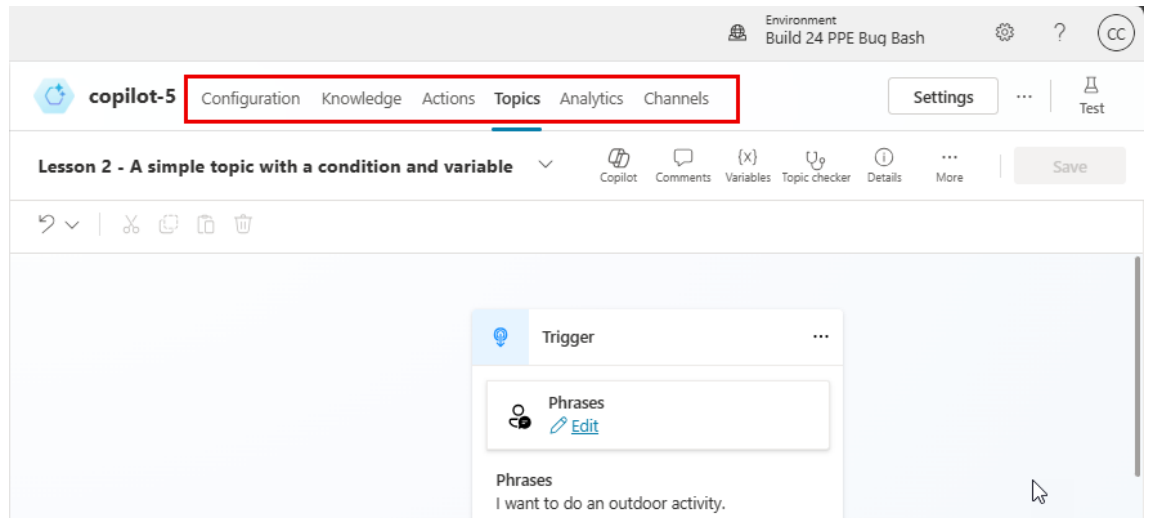 Environment
Build 24 PPE Bug Bash
?
CC
copilot-5 Configuration Knowledge Actions Topics Analytics Channels Settings ... Test
Lesson 2 - A simple topic with a condition and variable Copilot Comments {x} Variables Topic checker Details ... More Save
Trigger ...
Phrases
Edit
Phrases
I want to do an outdoor activity.